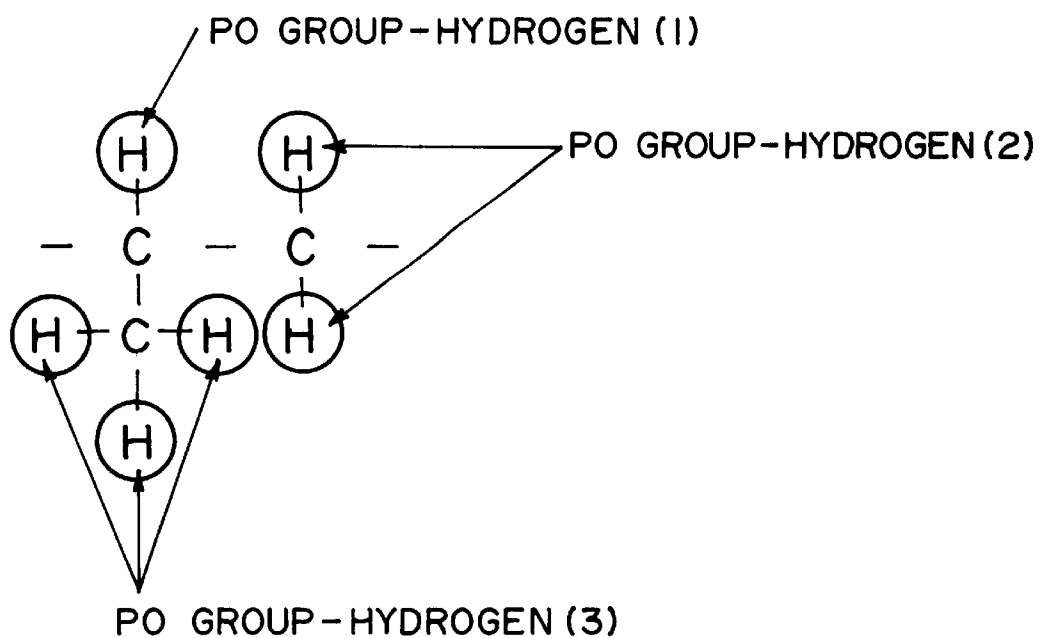 PO GROUP-HYDROGEN (1)
H H
PO GROUP-HYDROGEN (2)
- C - C -
H - C - H H
H
PO GROUP-HYDROGEN (3)